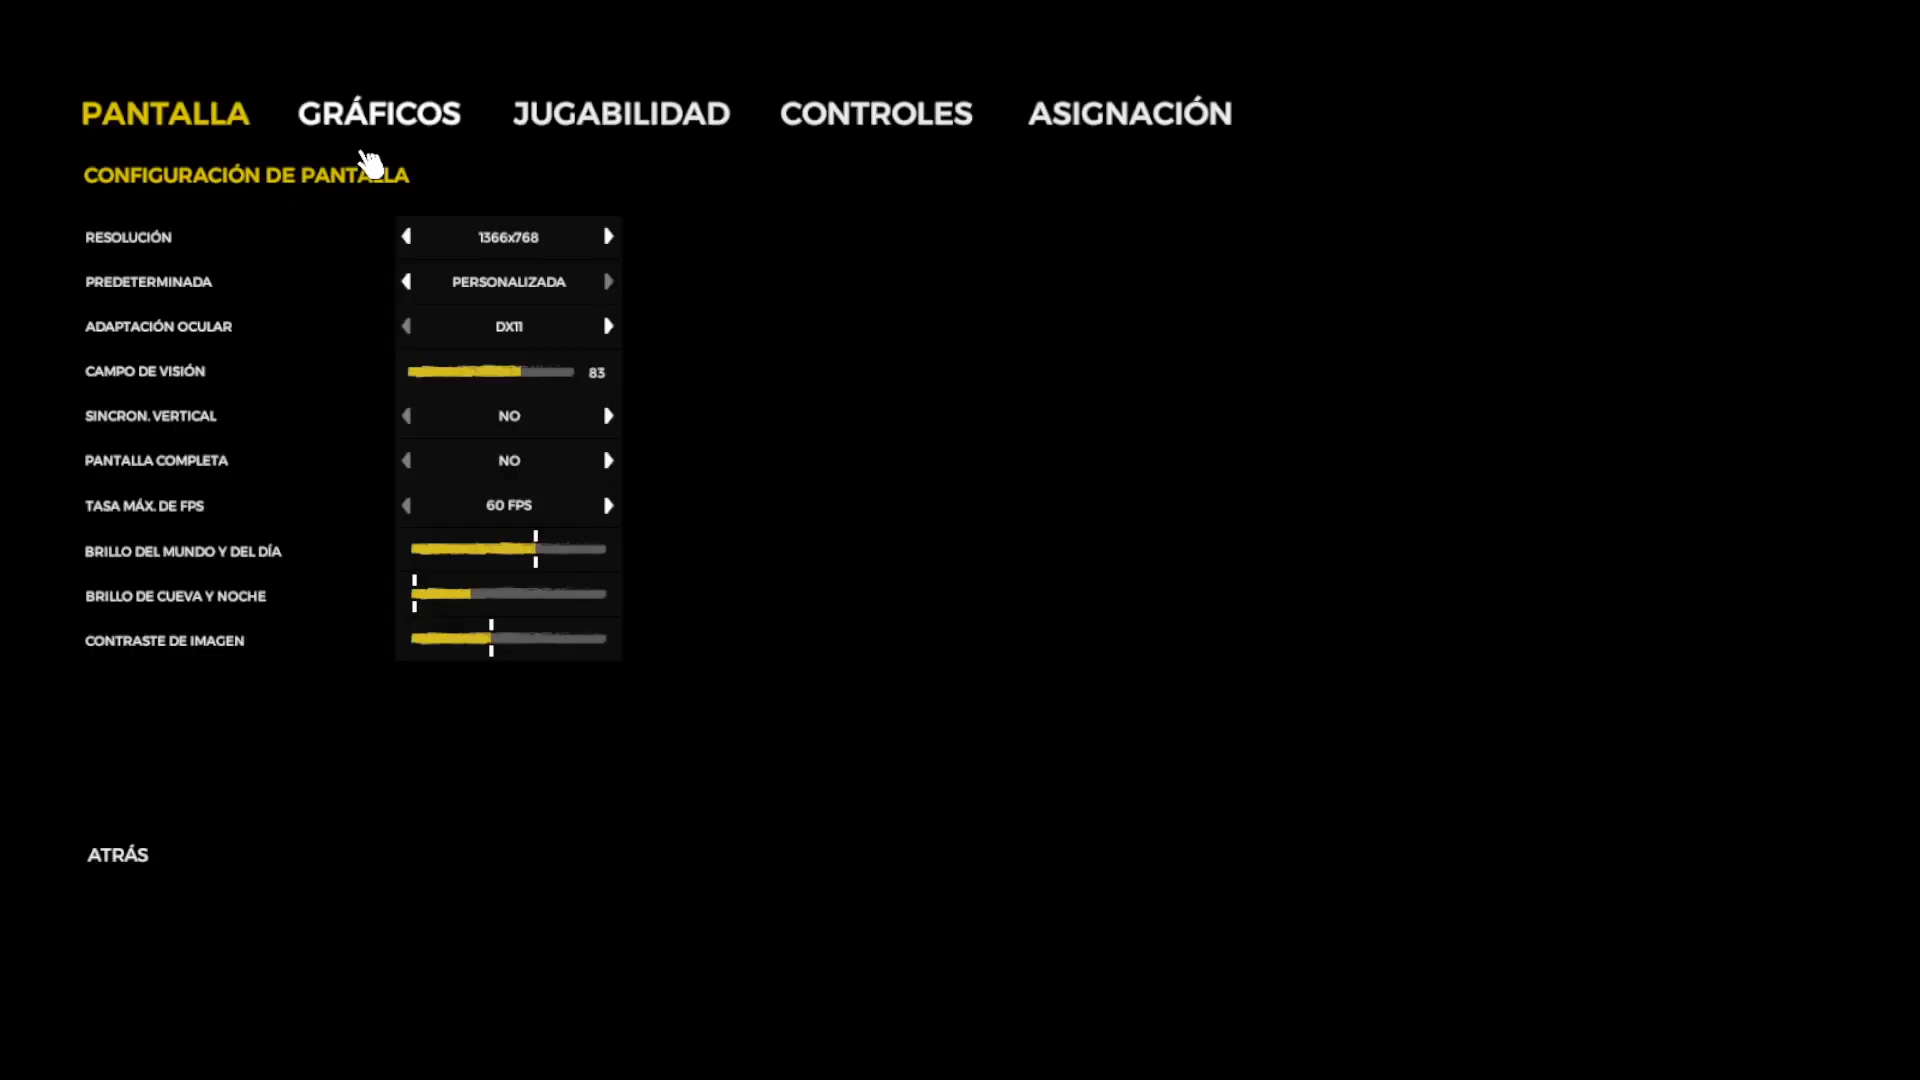 PANTALLA GRÁFICOS JUGABILIDAD CONTROLES ASIGNACIÓN
CONFIGURACIÓN DE PANTALLA
RESOLUCIÓN 1366x768
PREDETERMINADA PERSONALIZADA
ADAPTACIÓN OCULAR DX11
CAMPO DE VISIÓN 83
SINCRON. VERTICAL NO
PANTALLA COMPLETA NO
TASA MÁX. DE FPS 60 FPS
BRILLO DEL MUNDO Y DEL DÍA
BRILLO DE CUEVA Y NOCHE
CONTRASTE DE IMAGEN
ATRÁS